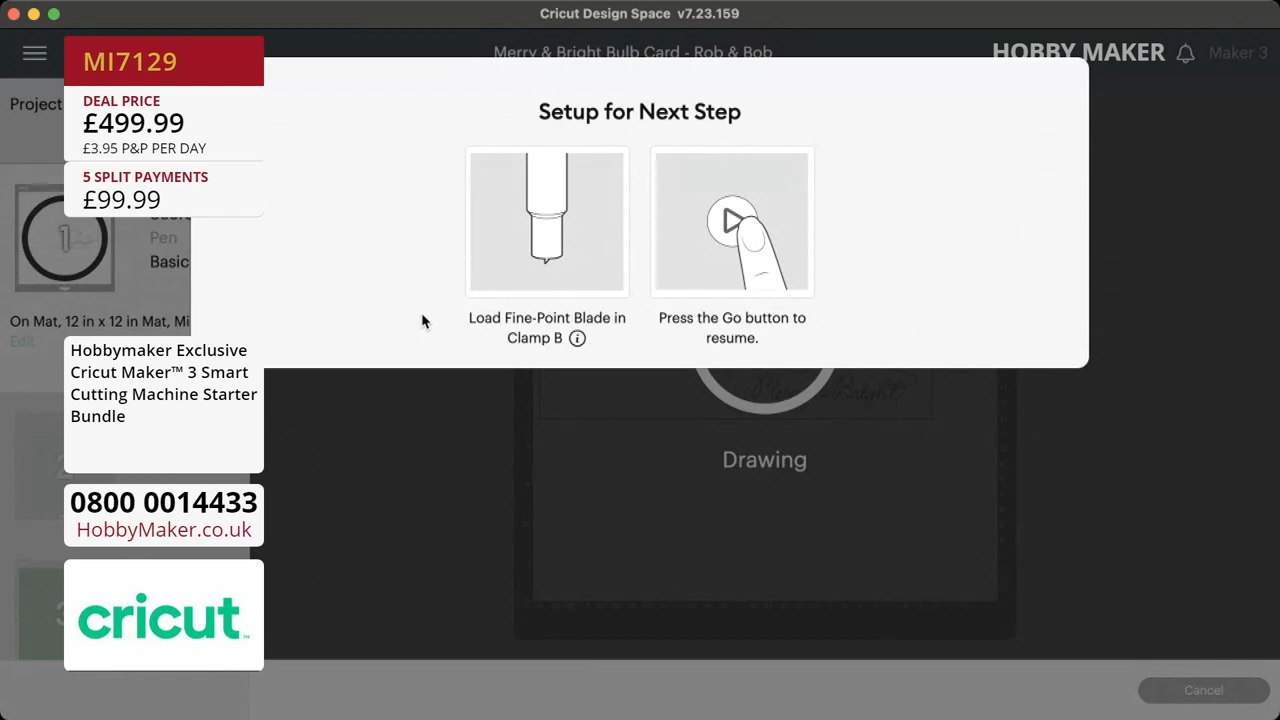 Cricut Design Space v7.23.159
Merry & Bright Bulb Card - Rob & Bob
HOBBY MAKER
Maker 3
MI7129
DEAL PRICE
£499.99
£3.95 P&P PER DAY
5 SPLIT PAYMENTS
£99.99
Project
Setup for Next Step
1
Pen
Basic
On Mat, 12 in x 12 in Mat, Mi
Edit
Load Fine-Point Blade in
Clamp B
Press the Go button to
resume.
Hobbymaker Exclusive
Cricut Maker™ 3 Smart
Cutting Machine Starter
Bundle
Drawing
0800 0014433
HobbyMaker.co.uk
cricut™
Cancel